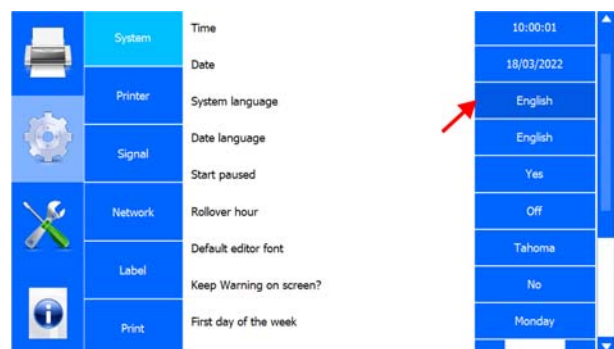 System
Printer
Signal
Network
Label
Print
Time 10:00:01
Date 18/03/2022
System language English
Date language English
Start paused Yes
Rollover hour Off
Default editor font Tahoma
Keep Warning on screen? No
First day of the week Monday